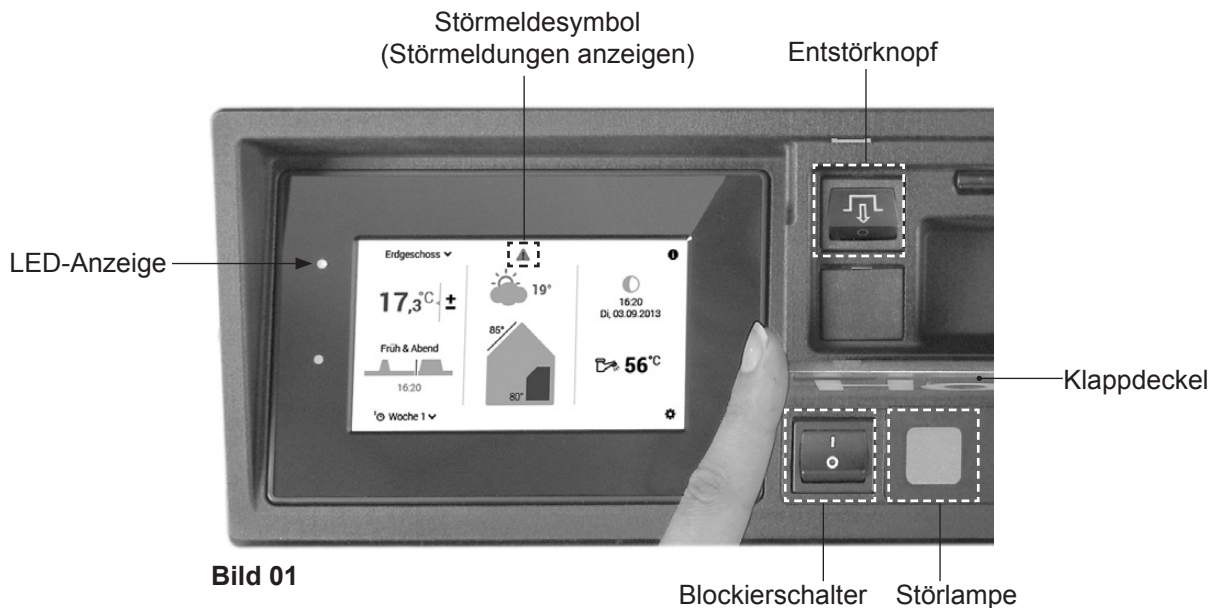 Störmeldesymbol
(Störmeldungen anzeigen)
Entstörknopf
LED-Anzeige
Erdgeschoss
17,3°C
±
19°
16:20
Di, 03.09.2013
85°
Früh & Abend
56°C
16:20
80°
Woche 1
Klappdeckel
I
O
Bild 01
Blockierschalter
Störlampe